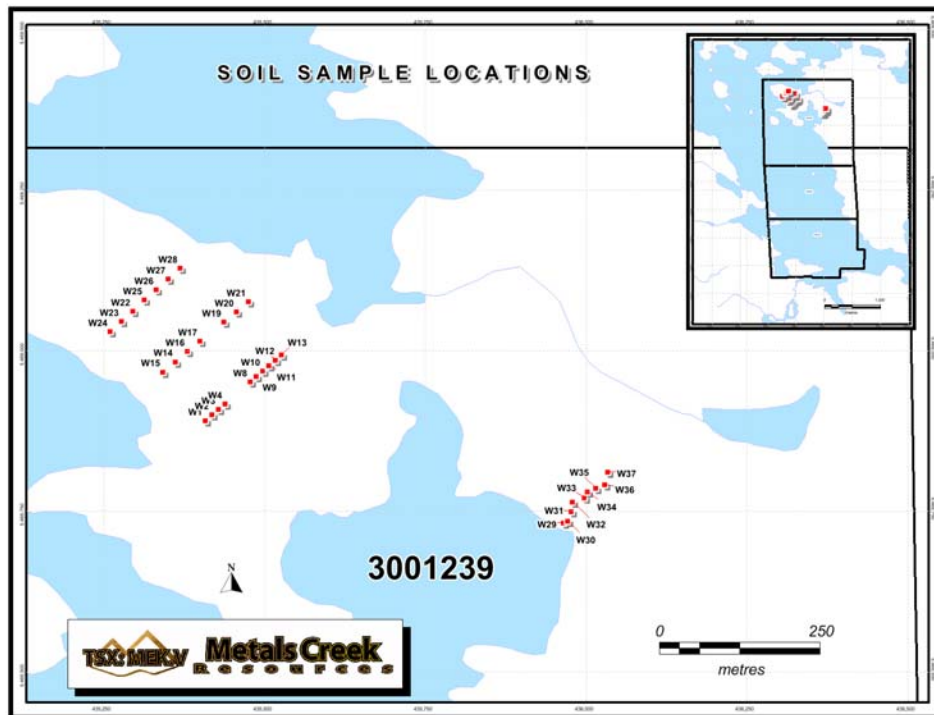 SOIL SAMPLE LOCATIONS
W28
W27
W26
W25
W22
W23
W24
W21
W20
W19
W17
W16
W14
W15
W13
W12
W10
W11
W8
W9
W4
W3
W2
W1
W37
W35
W36
W33
W34
W31
W32
W29
W30
3001239
N
0 250
metres
TSX: MEK.V
Metals Creek
Resources